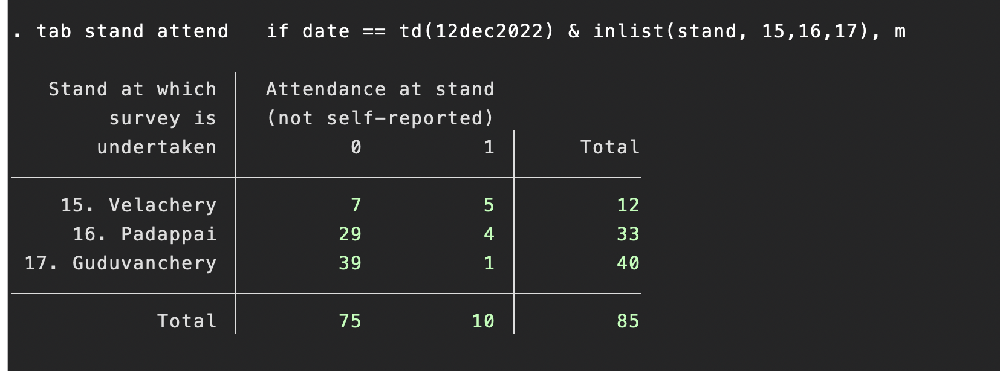 . tab stand attend   if date == td(12dec2022) & inlist(stand, 15,16,17), m
Stand at which Attendance at stand
survey is (not self-reported)
undertaken 0 1 Total
15. Velachery 7 5 12
16. Padappai 29 4 33
17. Guduvanchery 39 1 40
Total 75 10 85